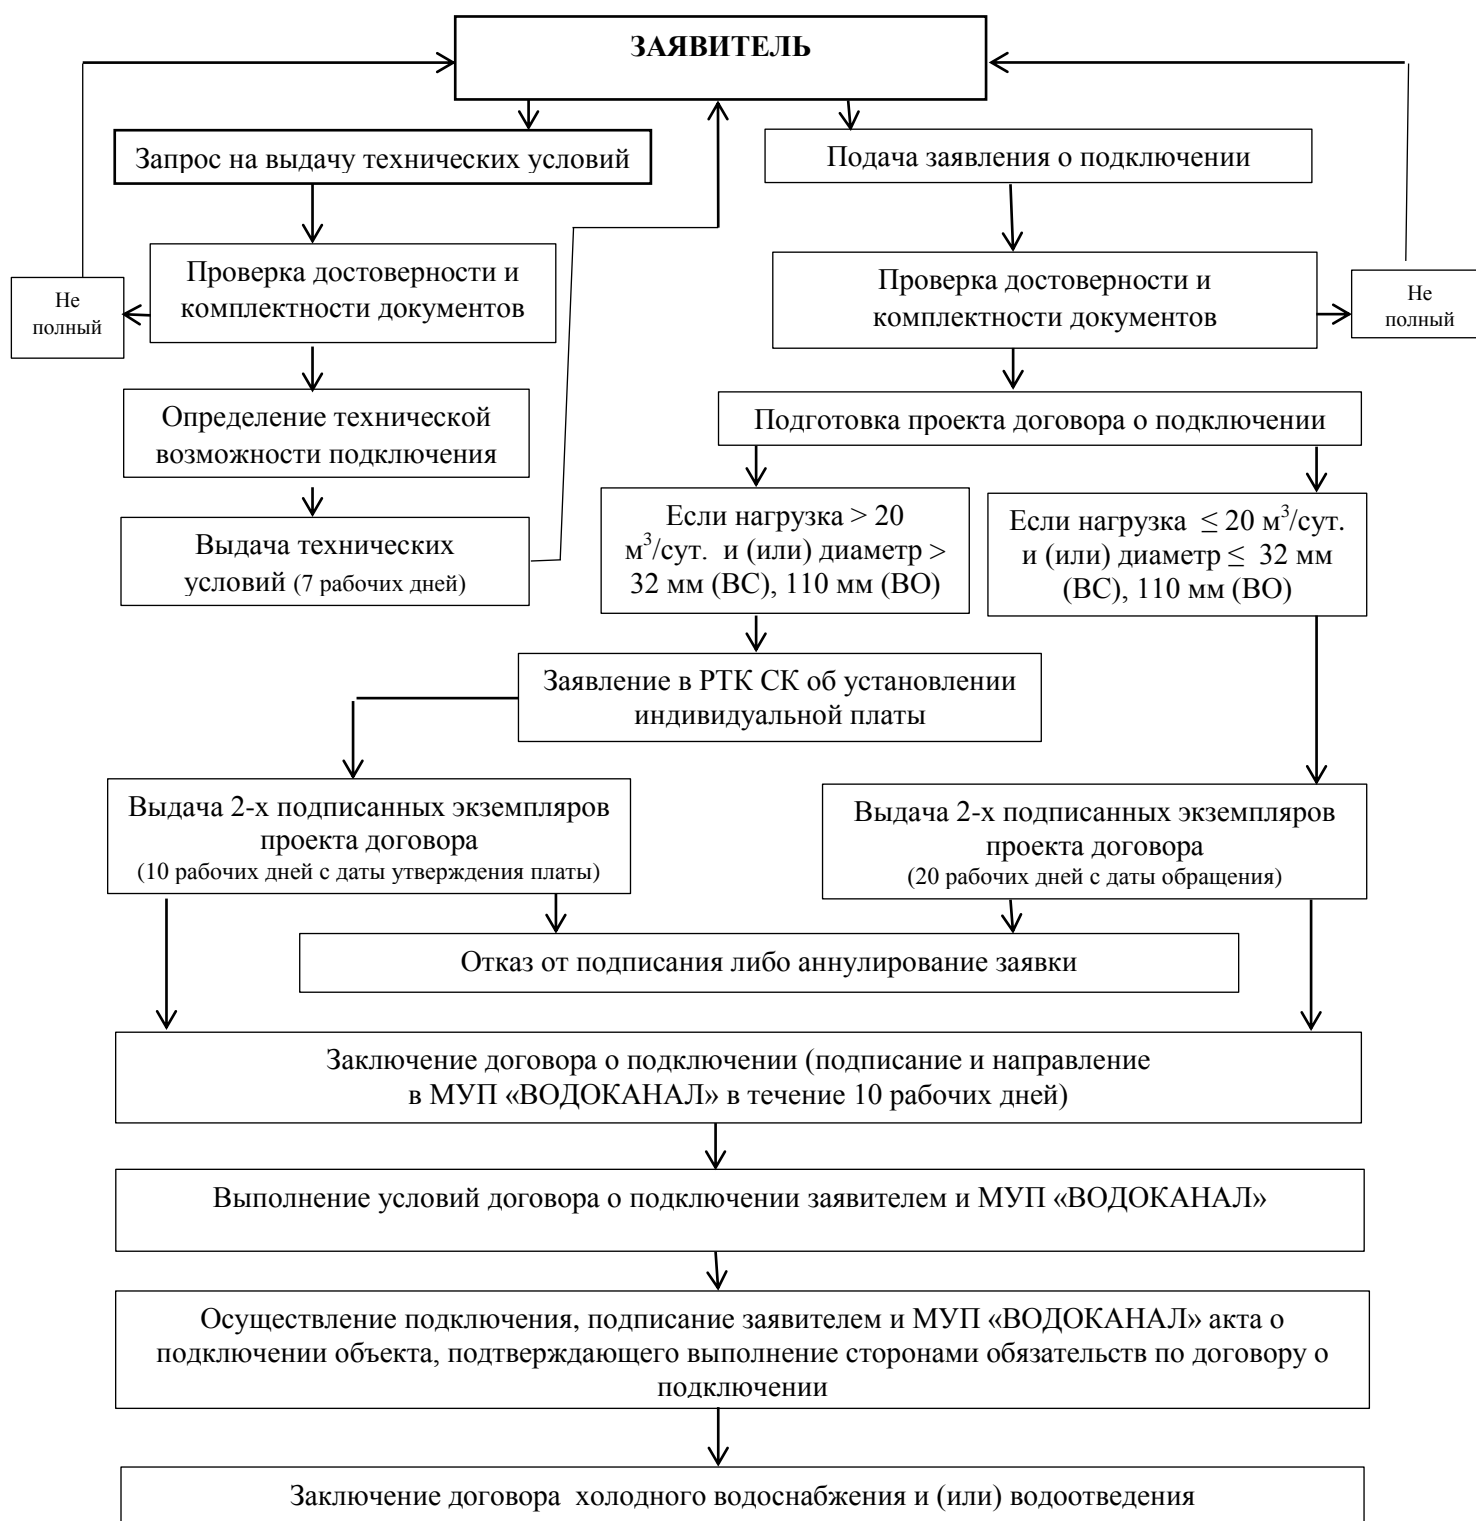 ЗАЯВИТЕЛЬ
Запрос на выдачу технических условий
Подача заявления о подключении
Проверка достоверности и
комплектности документов
Не
полный
Проверка достоверности и
комплектности документов
Не
полный
Определение технической
возможности подключения
Подготовка проекта договора о подключении
Выдача технических
условий (7 рабочих дней)
Если нагрузка > 20
м³/сут.  и (или) диаметр >
32 мм (ВС), 110 мм (ВО)
Если нагрузка  ≤ 20 м³/сут.
и (или) диаметр ≤  32 мм
(ВС), 110 мм (ВО)
Заявление в РТК СК об установлении
индивидуальной платы
Выдача 2-х подписанных экземпляров
проекта договора
(10 рабочих дней с даты утверждения платы)
Выдача 2-х подписанных экземпляров
проекта договора
(20 рабочих дней с даты обращения)
Отказ от подписания либо аннулирование заявки
Заключение договора о подключении (подписание и направление
в МУП «ВОДОКАНАЛ» в течение 10 рабочих дней)
Выполнение условий договора о подключении заявителем и МУП «ВОДОКАНАЛ»
Осуществление подключения, подписание заявителем и МУП «ВОДОКАНАЛ» акта о
подключении объекта, подтверждающего выполнение сторонами обязательств по договору о
подключении
Заключение договора  холодного водоснабжения и (или) водоотведения